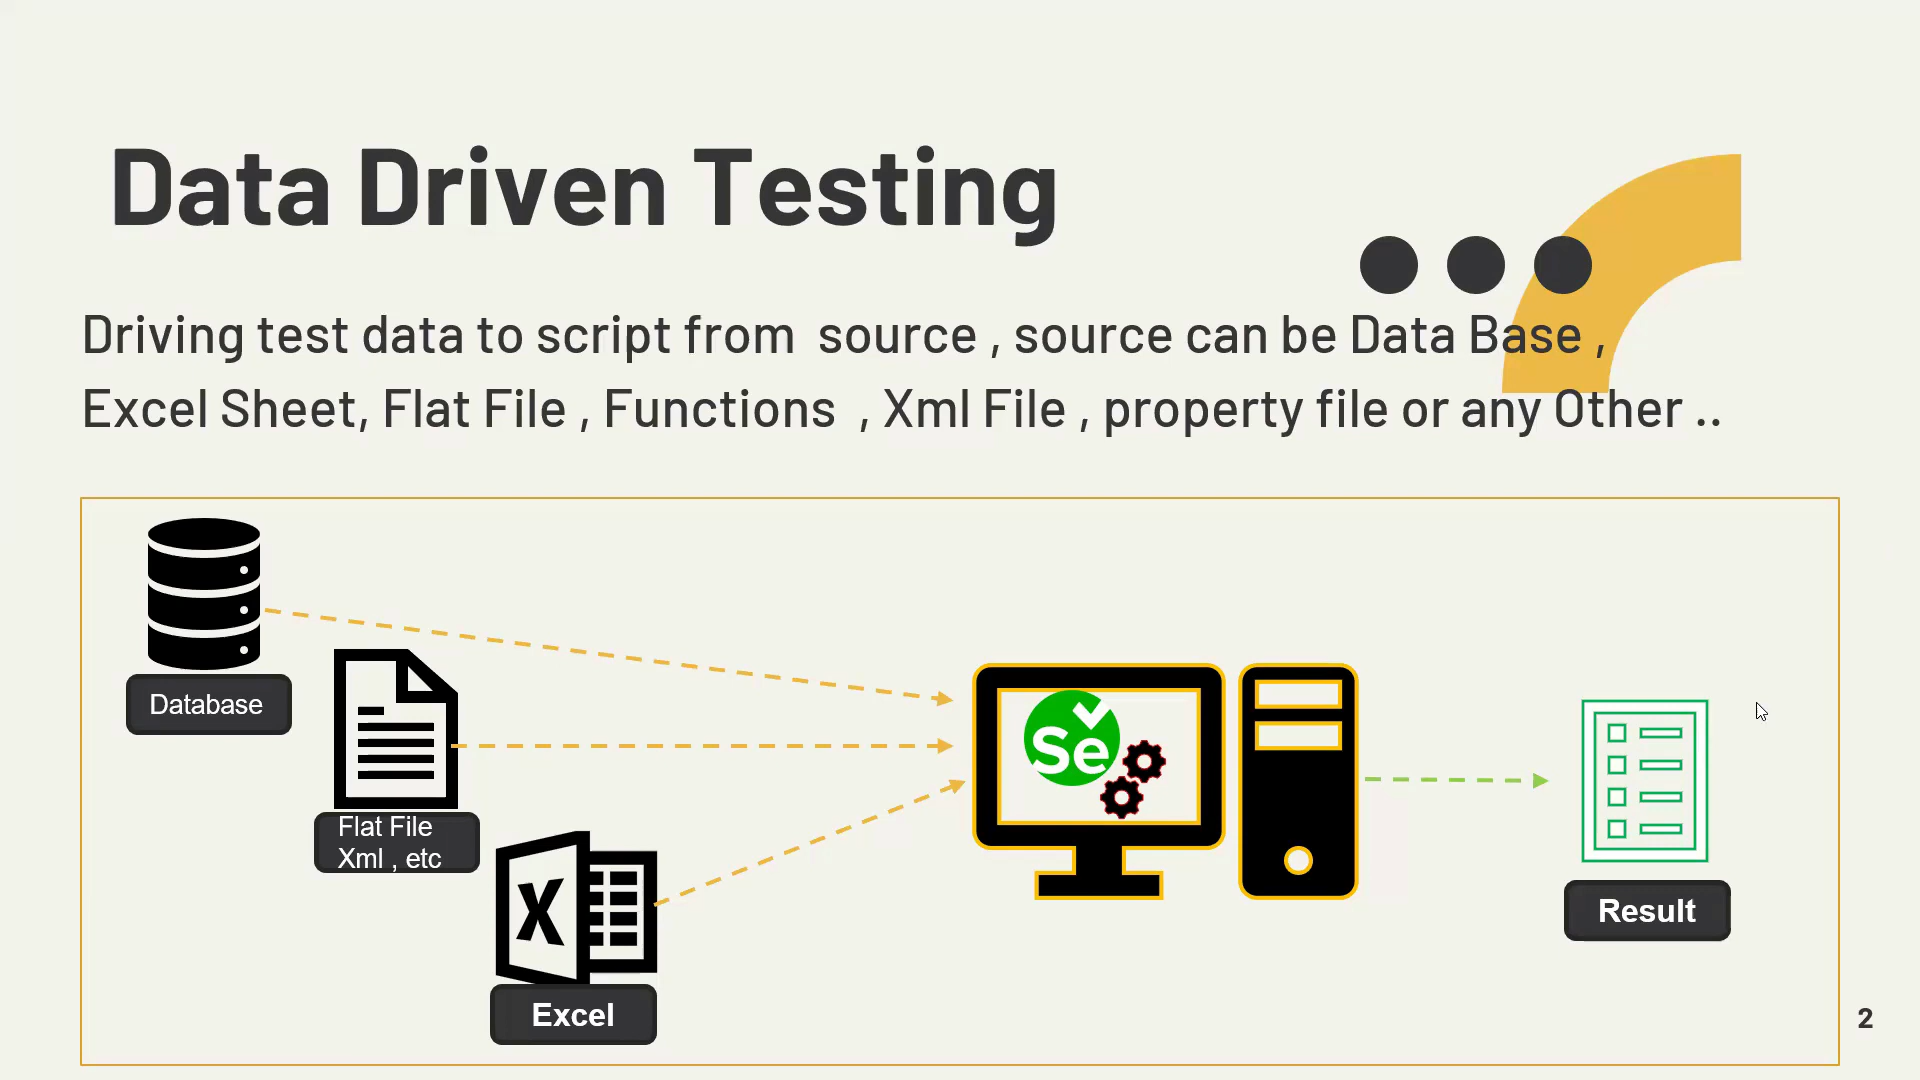 Data Driven Testing
Driving test data to script from  source , source can be Data Base ,
Excel Sheet, Flat File , Functions  , Xml File , property file or any Other ..
Database
Flat File
Xml , etc
Se
X
Excel
Result
2